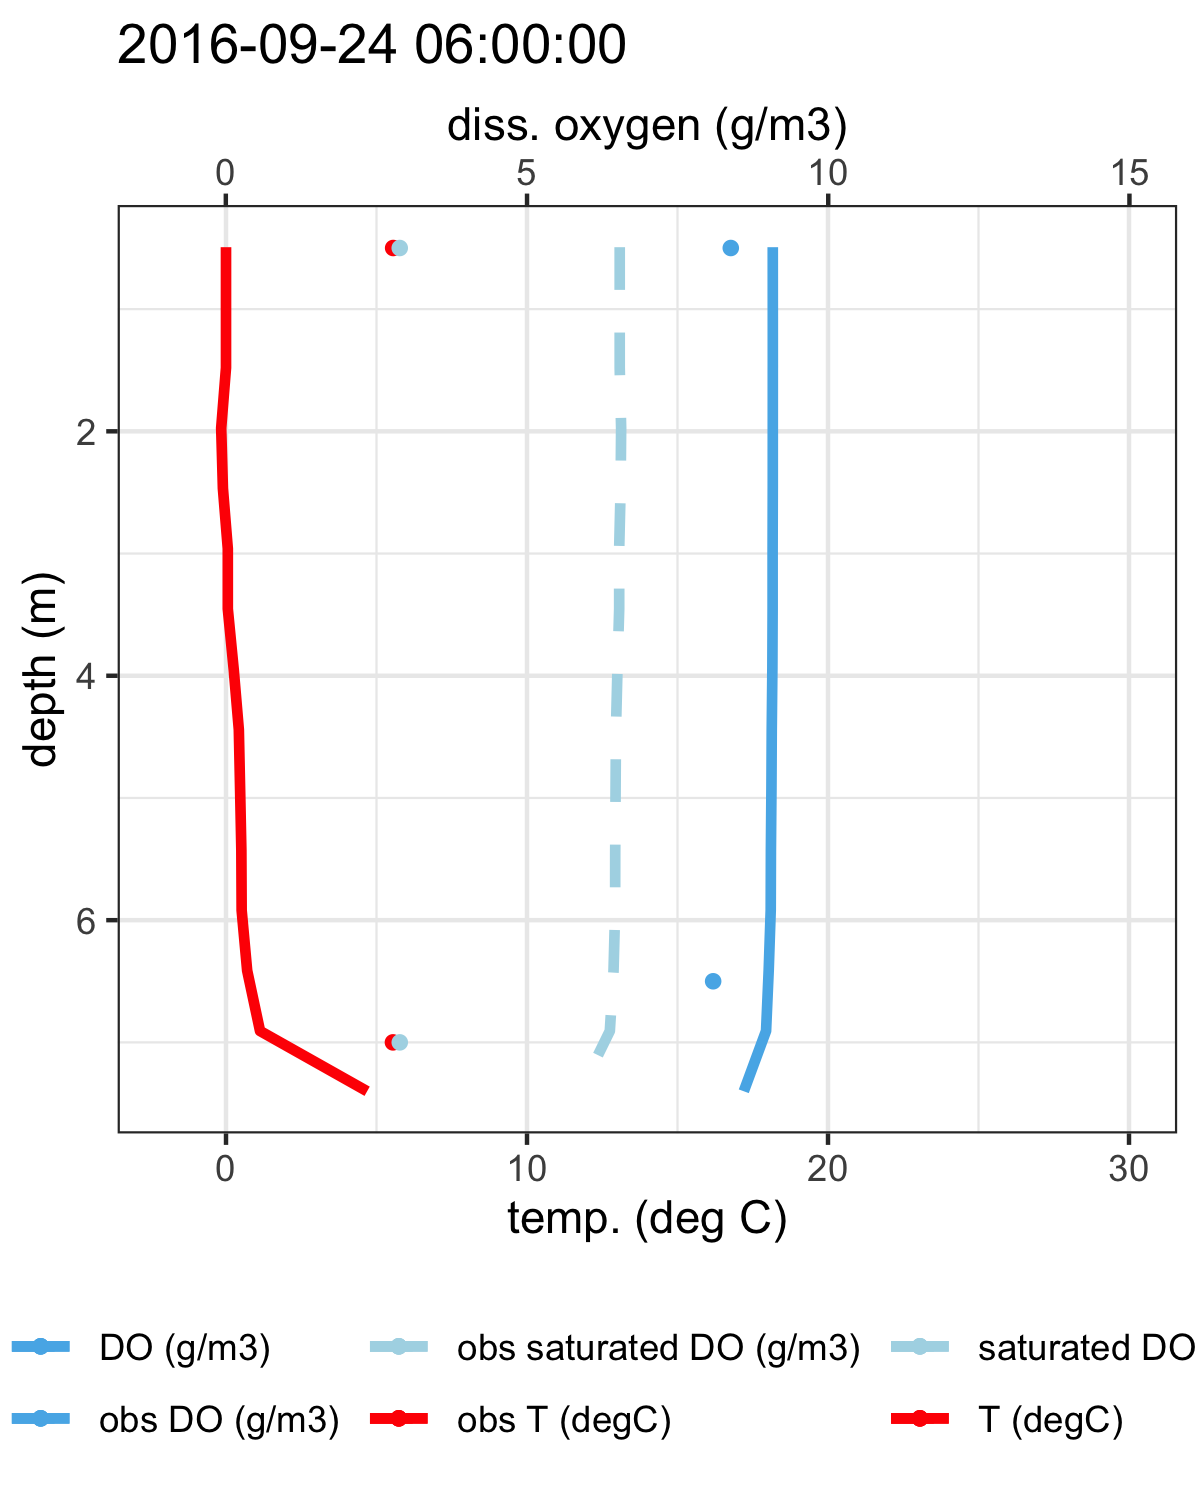 2016-09-24 06:00:00
diss. oxygen (g/m3)
0 5 10 15
depth (m)
2
4
6
0 10 20 30
temp. (deg C)
DO (g/m3) obs saturated DO (g/m3) saturated DO
obs DO (g/m3) obs T (degC) T (degC)